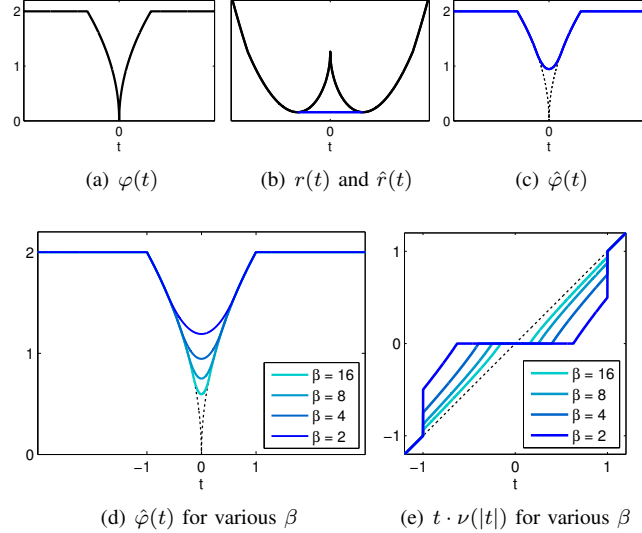 2
1
0
0
t
(a) φ(t)
2
1
0
0
t
(b) r(t) and r̂(t)
2
1
0
0
t
(c) φ̂(t)
2
1
0
−1 0 1
t
β = 16
β = 8
β = 4
β = 2
(d) φ̂(t) for various β
1
0
−1
−1 0 1
t
β = 16
β = 8
β = 4
β = 2
(e) t · ν(|t|) for various β